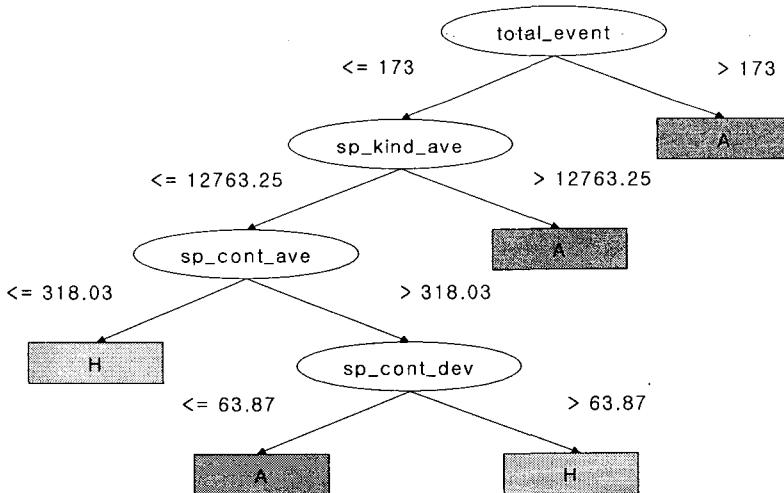 total_event
<= 173
> 173
A
sp_kind_ave
<= 12763.25
> 12763.25
A
sp_cont_ave
<= 318.03
> 318.03
H
sp_cont_dev
<= 63.87
> 63.87
A
H